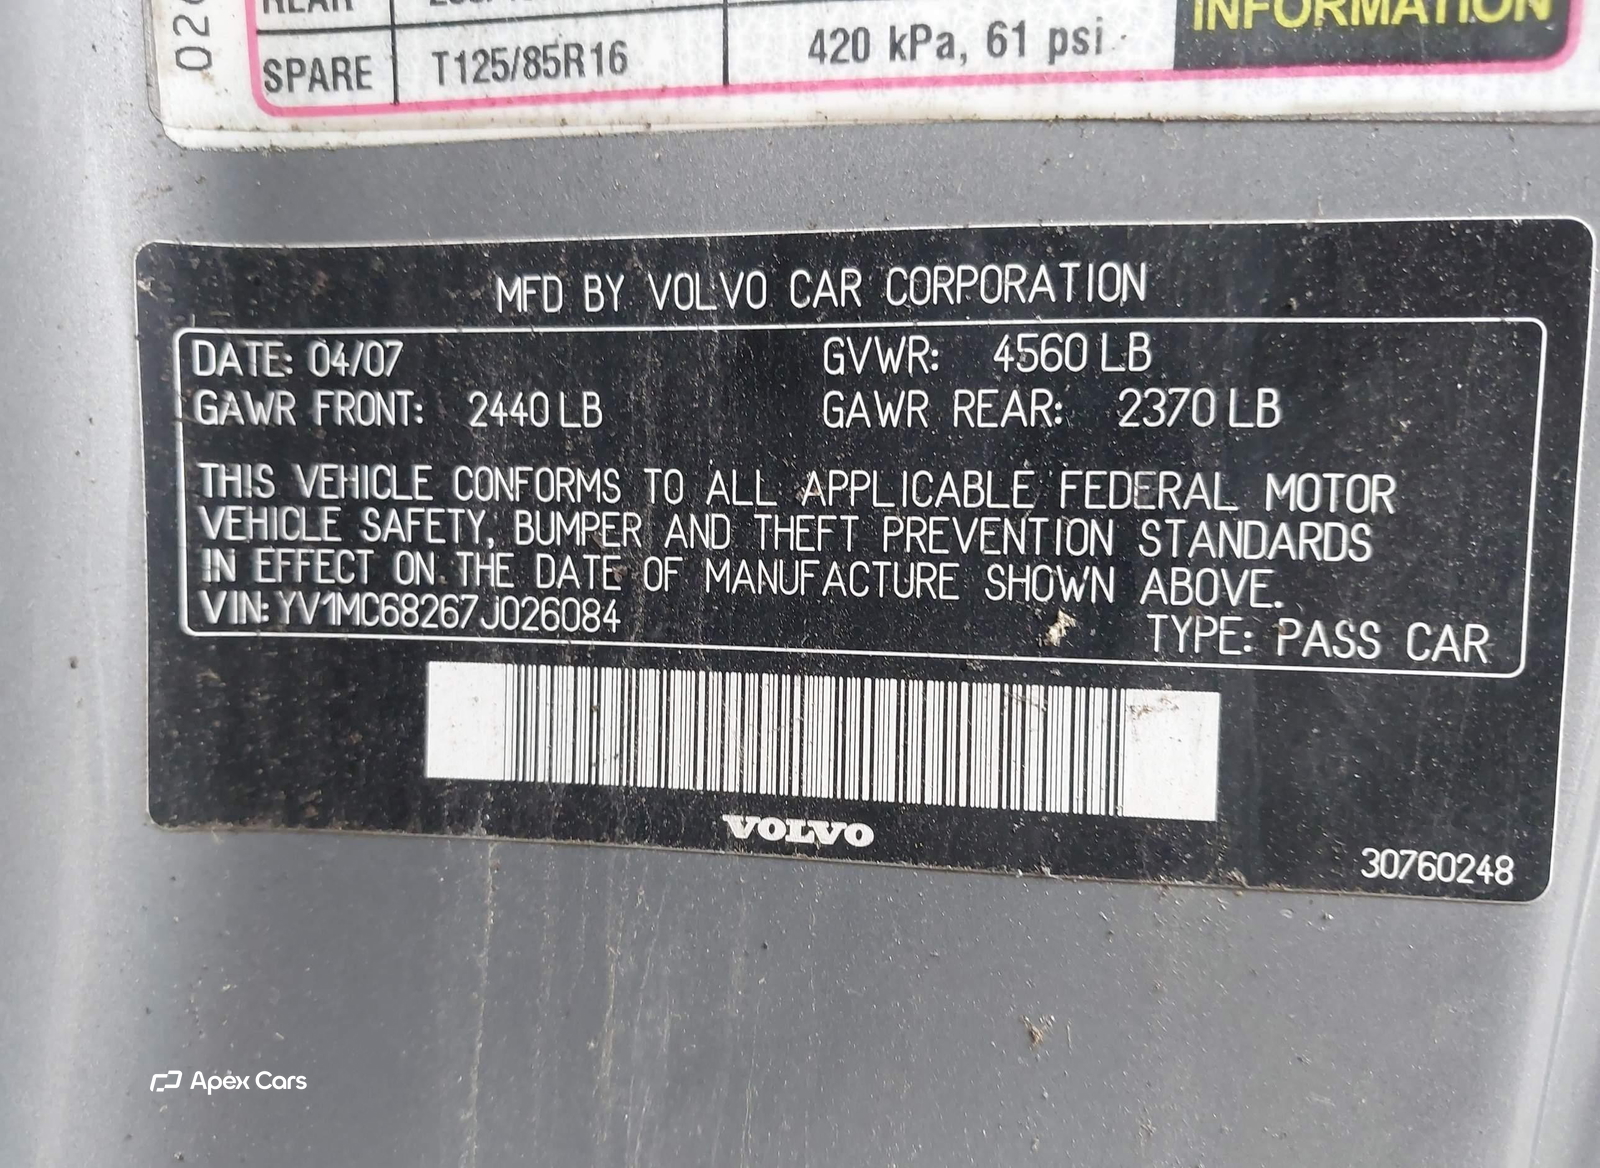 REAR
SPARE T125/85R16 420 kPa, 61 psi
INFORMATION
MFD BY VOLVO CAR CORPORATION
DATE: 04/07 GVWR: 4560 LB
GAWR FRONT: 2440 LB GAWR REAR: 2370 LB
THIS VEHICLE CONFORMS TO ALL APPLICABLE FEDERAL MOTOR
VEHICLE SAFETY, BUMPER AND THEFT PREVENTION STANDARDS
IN EFFECT ON THE DATE OF MANUFACTURE SHOWN ABOVE.
VIN: YV1MC68267J026084
TYPE: PASS CAR
VOLVO
30760248
Apex Cars